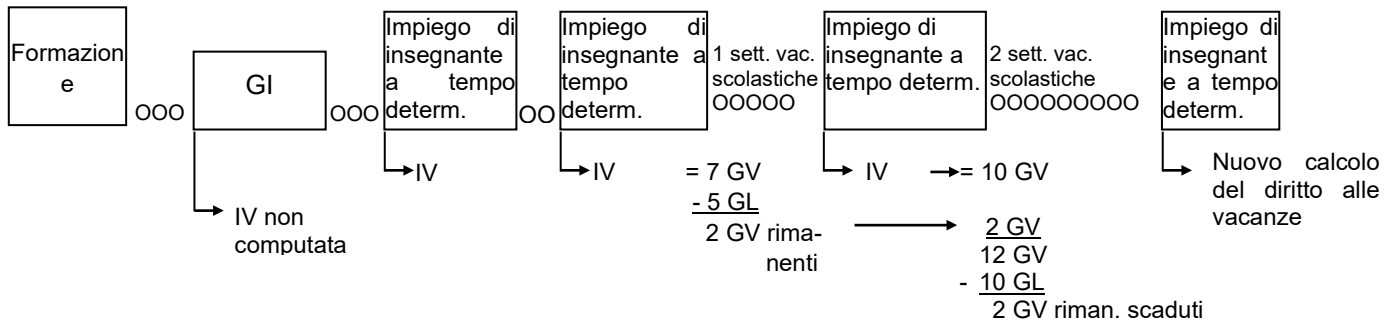 Formazion
e
OOO
GI
OOO
Impiego di
insegnante
a tempo
determ.
OO
Impiego di
insegnante a
tempo
determ.
1 sett. vac.
scolastiche
OOOOO
Impiego di
insegnante a
tempo determ.
2 sett. vac.
scolastiche
OOOOOOOOO
Impiego di
insegnant
e a tempo
determ.
IV non
computata
IV
IV
= 7 GV
- 5 GL
2 GV rima-
nenti
IV
= 10 GV
2 GV
12 GV
- 10 GL
2 GV riman. scaduti
Nuovo calcolo
del diritto alle
vacanze